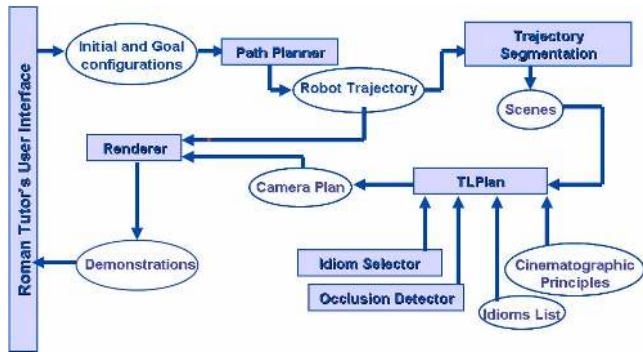 Roman Tutor's User Interface
Initial and Goal
configurations
Path Planner
Robot Trajectory
Trajectory
Segmentation
Scenes
Renderer
Camera Plan
TLPlan
Demonstrations
Idiom Selector
Occlusion Detector
Idioms List
Cinematographic
Principles